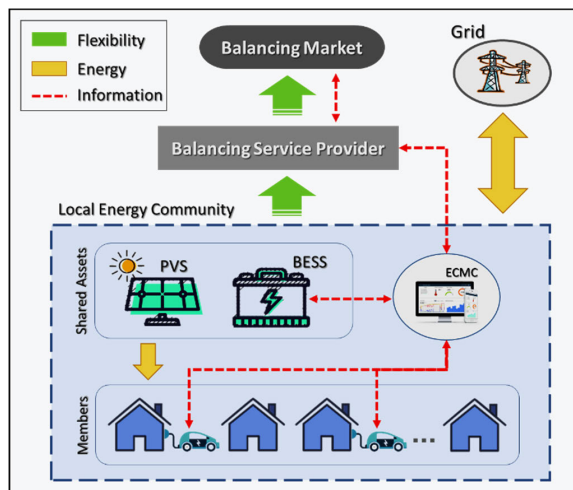 Flexibility
Energy
Information
Balancing Market
Grid
Balancing Service Provider
Local Energy Community
Shared Assets
PVS
BESS
ECMC
Members
...